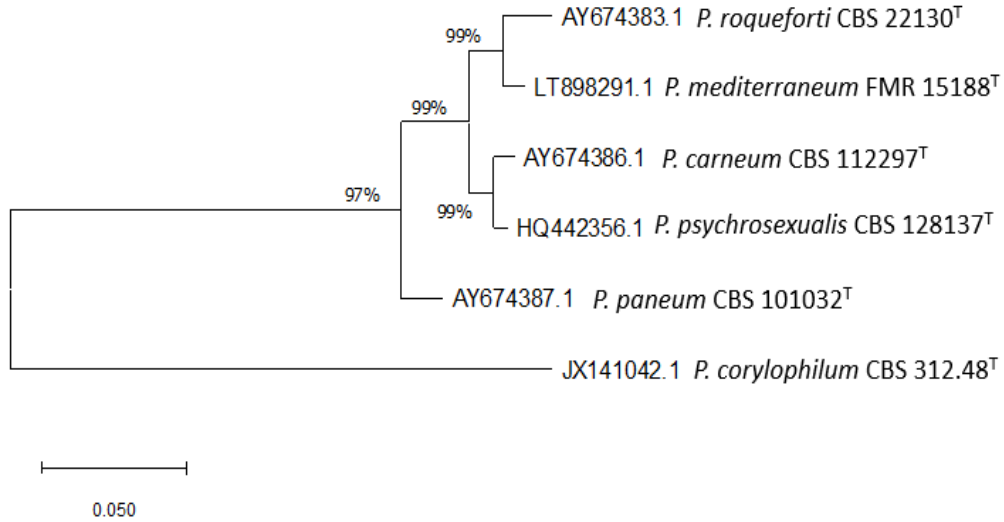 AY674383.1 P. roqueforti CBS 22130ᵀ
99%
LT898291.1 P. mediterraneum FMR 15188ᵀ
99%
AY674386.1 P. carneum CBS 112297ᵀ
97%
99%
HQ442356.1 P. psychrosexualis CBS 128137ᵀ
AY674387.1 P. paneum CBS 101032ᵀ
JX141042.1 P. corylophilum CBS 312.48ᵀ
0.050